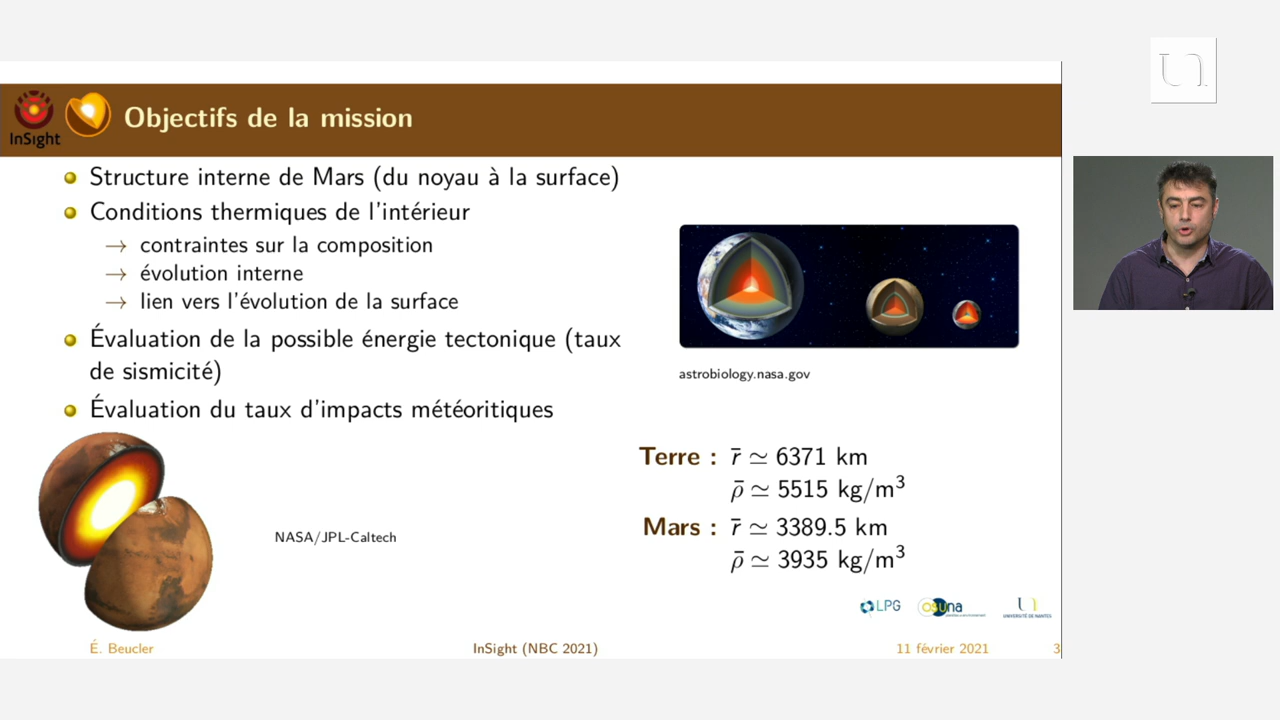 InSight
Objectifs de la mission
Structure interne de Mars (du noyau à la surface)
Conditions thermiques de l'intérieur
→ contraintes sur la composition
→ évolution interne
→ lien vers l'évolution de la surface
Évaluation de la possible énergie tectonique (taux
de sismicité)
Évaluation du taux d'impacts météoritiques
astrobiology.nasa.gov
NASA/JPL-Caltech
Terre : r̄ ≃ 6371 km
ρ̄ ≃ 5515 kg/m³
Mars : r̄ ≃ 3389.5 km
ρ̄ ≃ 3935 kg/m³
LPG
OSUna
UNIVERSITÉ DE NANTES
É. Beucler
InSight (NBC 2021)
11 février 2021
3